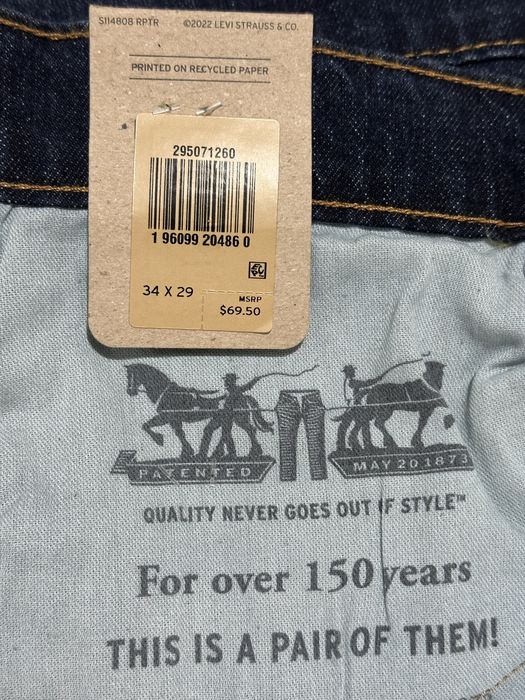 S114808 RPTR ©2022 LEVI STRAUSS & CO.
PRINTED ON RECYCLED PAPER
295071260
1 96099 20486 0
34 X 29
MSRP
$69.50
PATENTED MAY 20 1873
QUALITY NEVER GOES OUT OF STYLE™
For over 150 years
THIS IS A PAIR OF THEM!